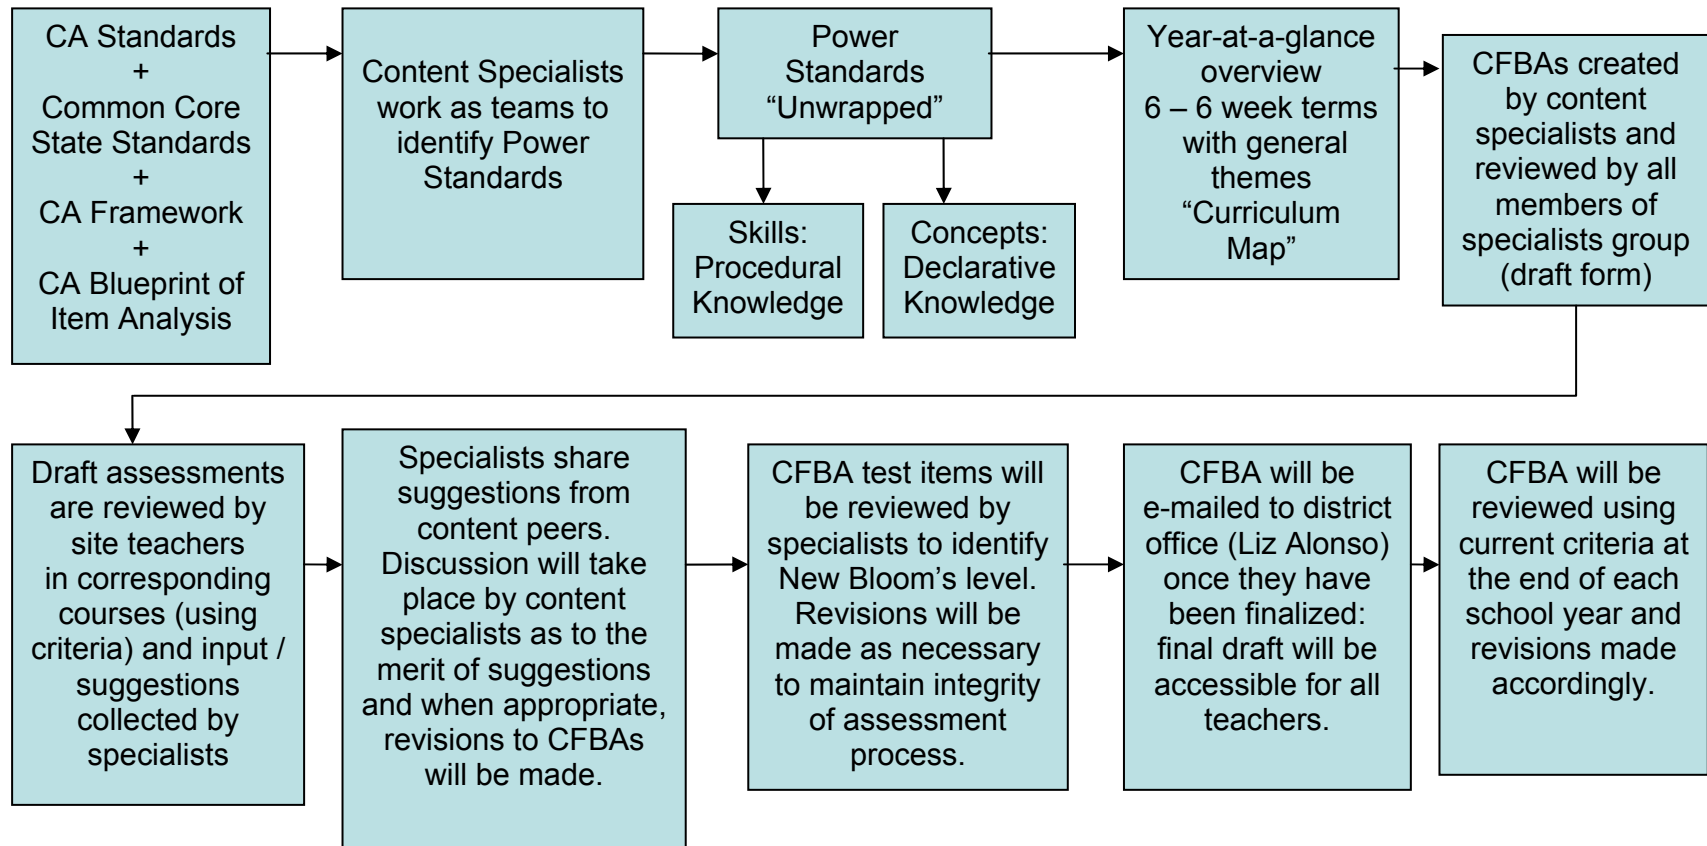 CA Standards
+
Common Core
State Standards
+
CA Framework
+
CA Blueprint of
Item Analysis
Content Specialists
work as teams to
identify Power
Standards
Power
Standards
“Unwrapped”
Skills:
Procedural
Knowledge
Concepts:
Declarative
Knowledge
Year-at-a-glance
overview
6 – 6 week terms
with general
themes
“Curriculum
Map”
CFBAs created
by content
specialists and
reviewed by all
members of
specialists group
(draft form)
Draft assessments
are reviewed by
site teachers
in corresponding
courses (using
criteria) and input /
suggestions
collected by
specialists
Specialists share
suggestions from
content peers.
Discussion will take
place by content
specialists as to the
merit of suggestions
and when appropriate,
revisions to CFBAs
will be made.
CFBA test items will
be reviewed by
specialists to identify
New Bloom’s level.
Revisions will be
made as necessary
to maintain integrity
of assessment
process.
CFBA will be
e-mailed to district
office (Liz Alonso)
once they have
been finalized:
final draft will be
accessible for all
teachers.
CFBA will be
reviewed using
current criteria at
the end of each
school year and
revisions made
accordingly.